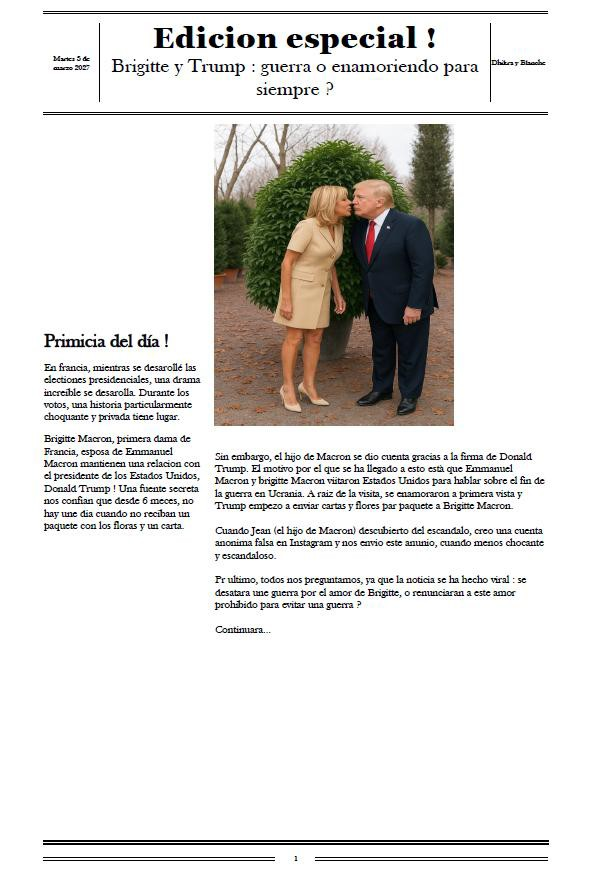 Edicion especial !
Martes 5 de
marzo 2027
Brigitte y Trump : guerra o enamoriendo para
siempre ?
Dhikra y Blanche
Primicia del día !
En francia, mientras se desarollé las
electiones presidenciales, una drama
increíble se desarolla. Durante los
votos, una historia particularmente
choquante y privada tiene lugar.
Brigitte Macron, primera dama de
Francia, esposa de Emmanuel
Macron mantienen una relacion con
el presidente de los Estados Unidos,
Donald Trump ! Una fuente secreta
nos confian que desde 6 meces, no
hay une dia cuando no reciban un
paquete con los floras y un carta.
Sin embargo, el hijo de Macron se dio cuenta gracias a la firma de Donald
Trump. El motivo por el que se ha llegado a esto està que Emmanuel
Macron y brigitte Macron viitaron Estados Unidos para hablar sobre el fin de
la guerra en Ucrania. A raiz de la visita, se enamoraron a primera vista y
Trump empezo a enviar cartas y flores par paquete a Brigitte Macron.
Cuando Jean (el hijo de Macron) descubierto del escandalo, creo una cuenta
anonima falsa en Instagram y nos envio este anunio, cuando menos chocante
y escandaloso.
Pr ultimo, todos nos preguntamos, ya que la noticia se ha hecho viral : se
desatara une guerra por el amor de Brigitte, o renunciaran a este amor
prohibido para evitar una guerra ?
Continuara...
1